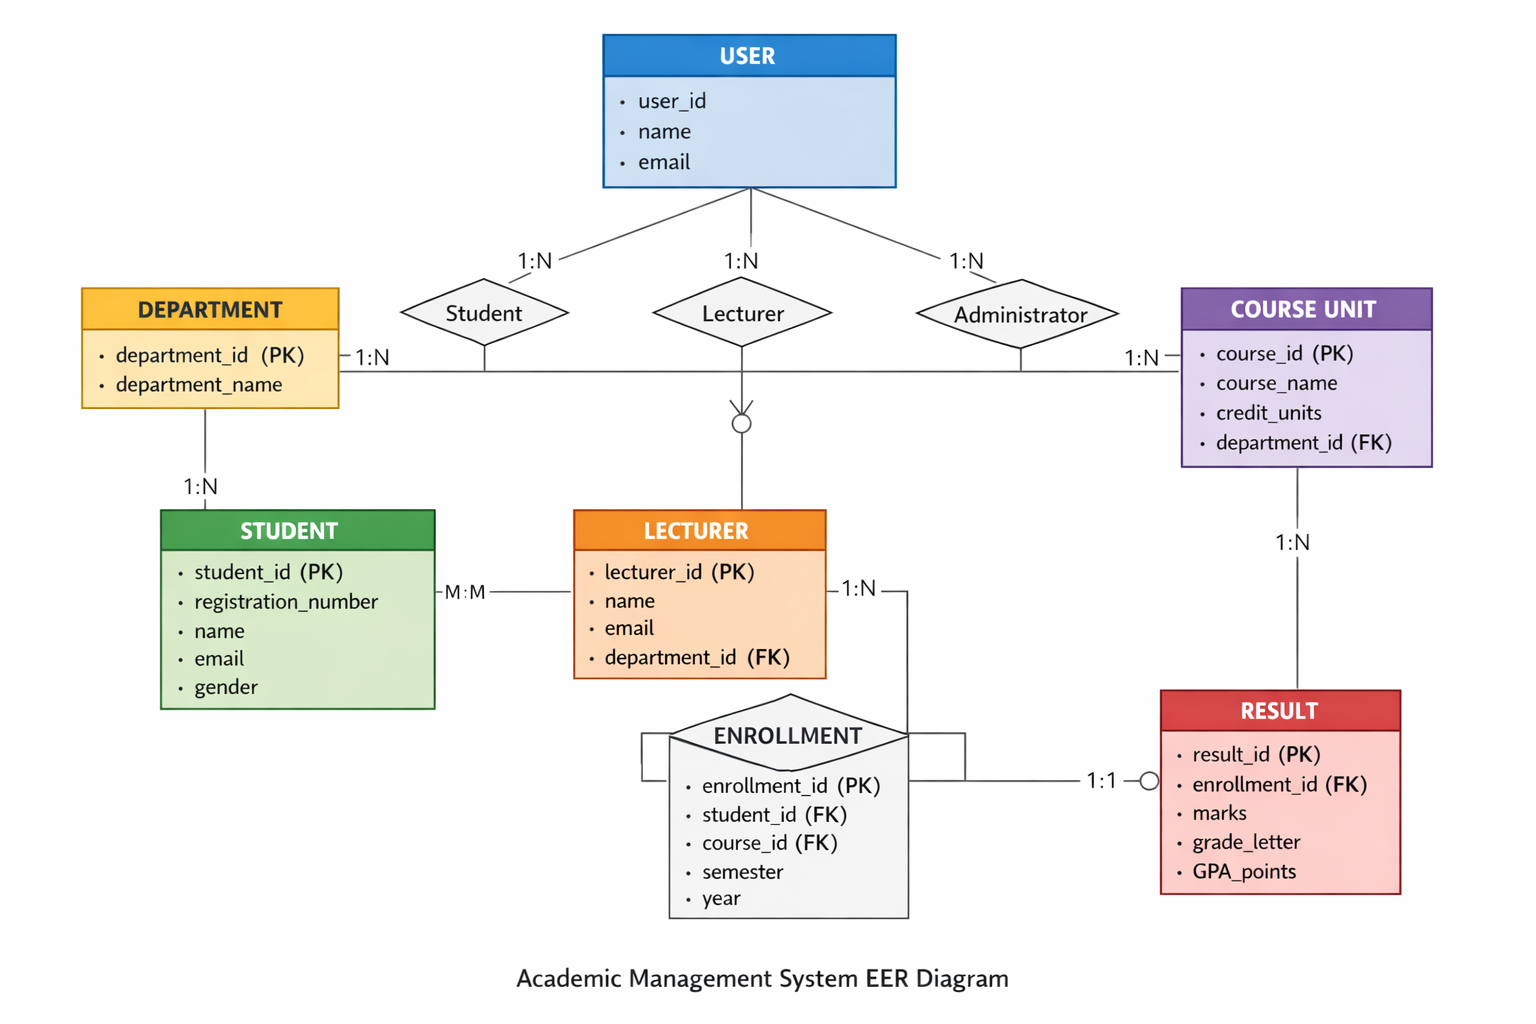 USER
• user_id
• name
• email
1:N
1:N
1:N
Student
Lecturer
Administrator
DEPARTMENT
• department_id (PK)
• department_name
1:N
1:N
COURSE UNIT
• course_id (PK)
• course_name
• credit_units
• department_id (FK)
1:N
1:N
STUDENT
• student_id (PK)
• registration_number
• name
• email
• gender
M:M
LECTURER
• lecturer_id (PK)
• name
• email
• department_id (FK)
1:N
ENROLLMENT
• enrollment_id (PK)
• student_id (FK)
• course_id (FK)
• semester
• year
1:1
RESULT
• result_id (PK)
• enrollment_id (FK)
• marks
• grade_letter
• GPA_points
Academic Management System EER Diagram